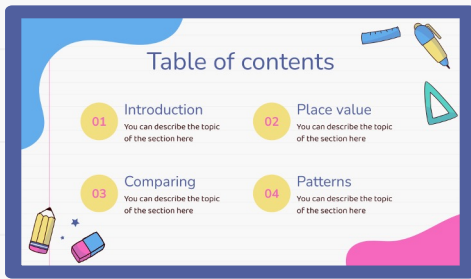 Table of contents
01
Introduction
You can describe the topic
of the section here
02
Place value
You can describe the topic
of the section here
03
Comparing
You can describe the topic
of the section here
04
Patterns
You can describe the topic
of the section here